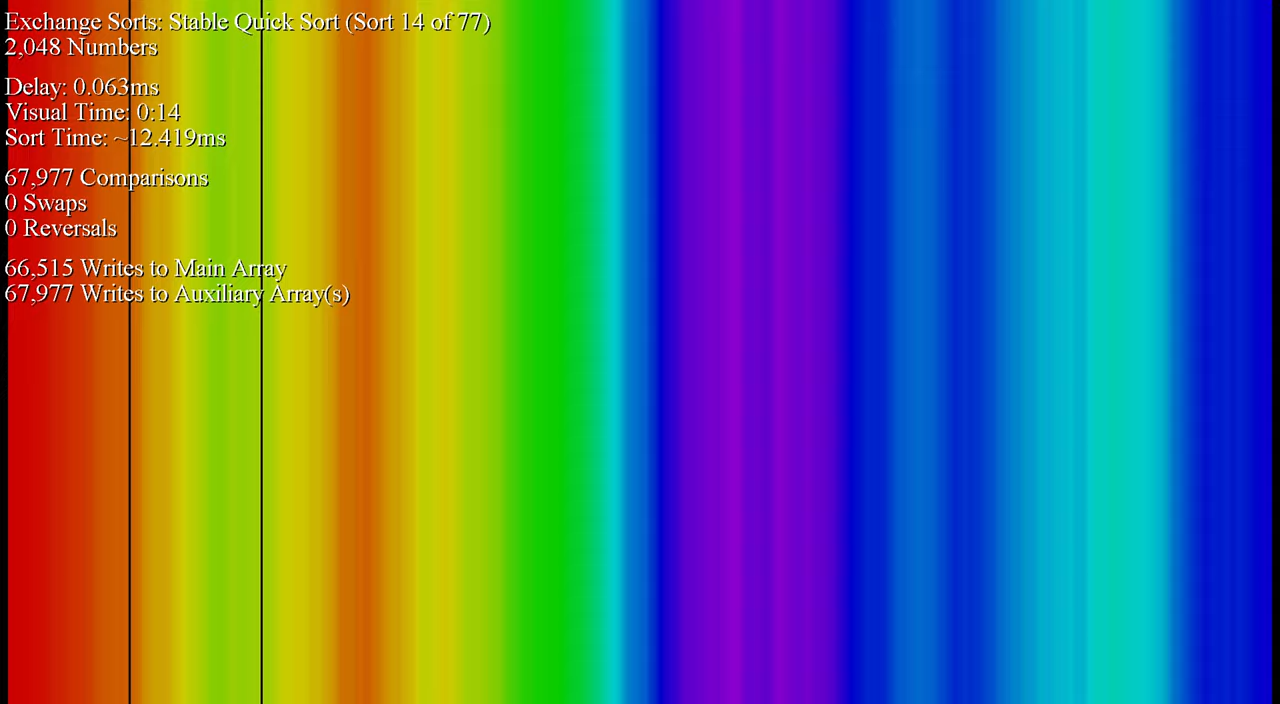 Exchange Sorts: Stable Quick Sort (Sort 14 of 77)
2,048 Numbers
Delay: 0.063ms
Visual Time: 0:14
Sort Time: ~12.419ms
67,977 Comparisons
0 Swaps
0 Reversals
66,515 Writes to Main Array
67,977 Writes to Auxiliary Array(s)